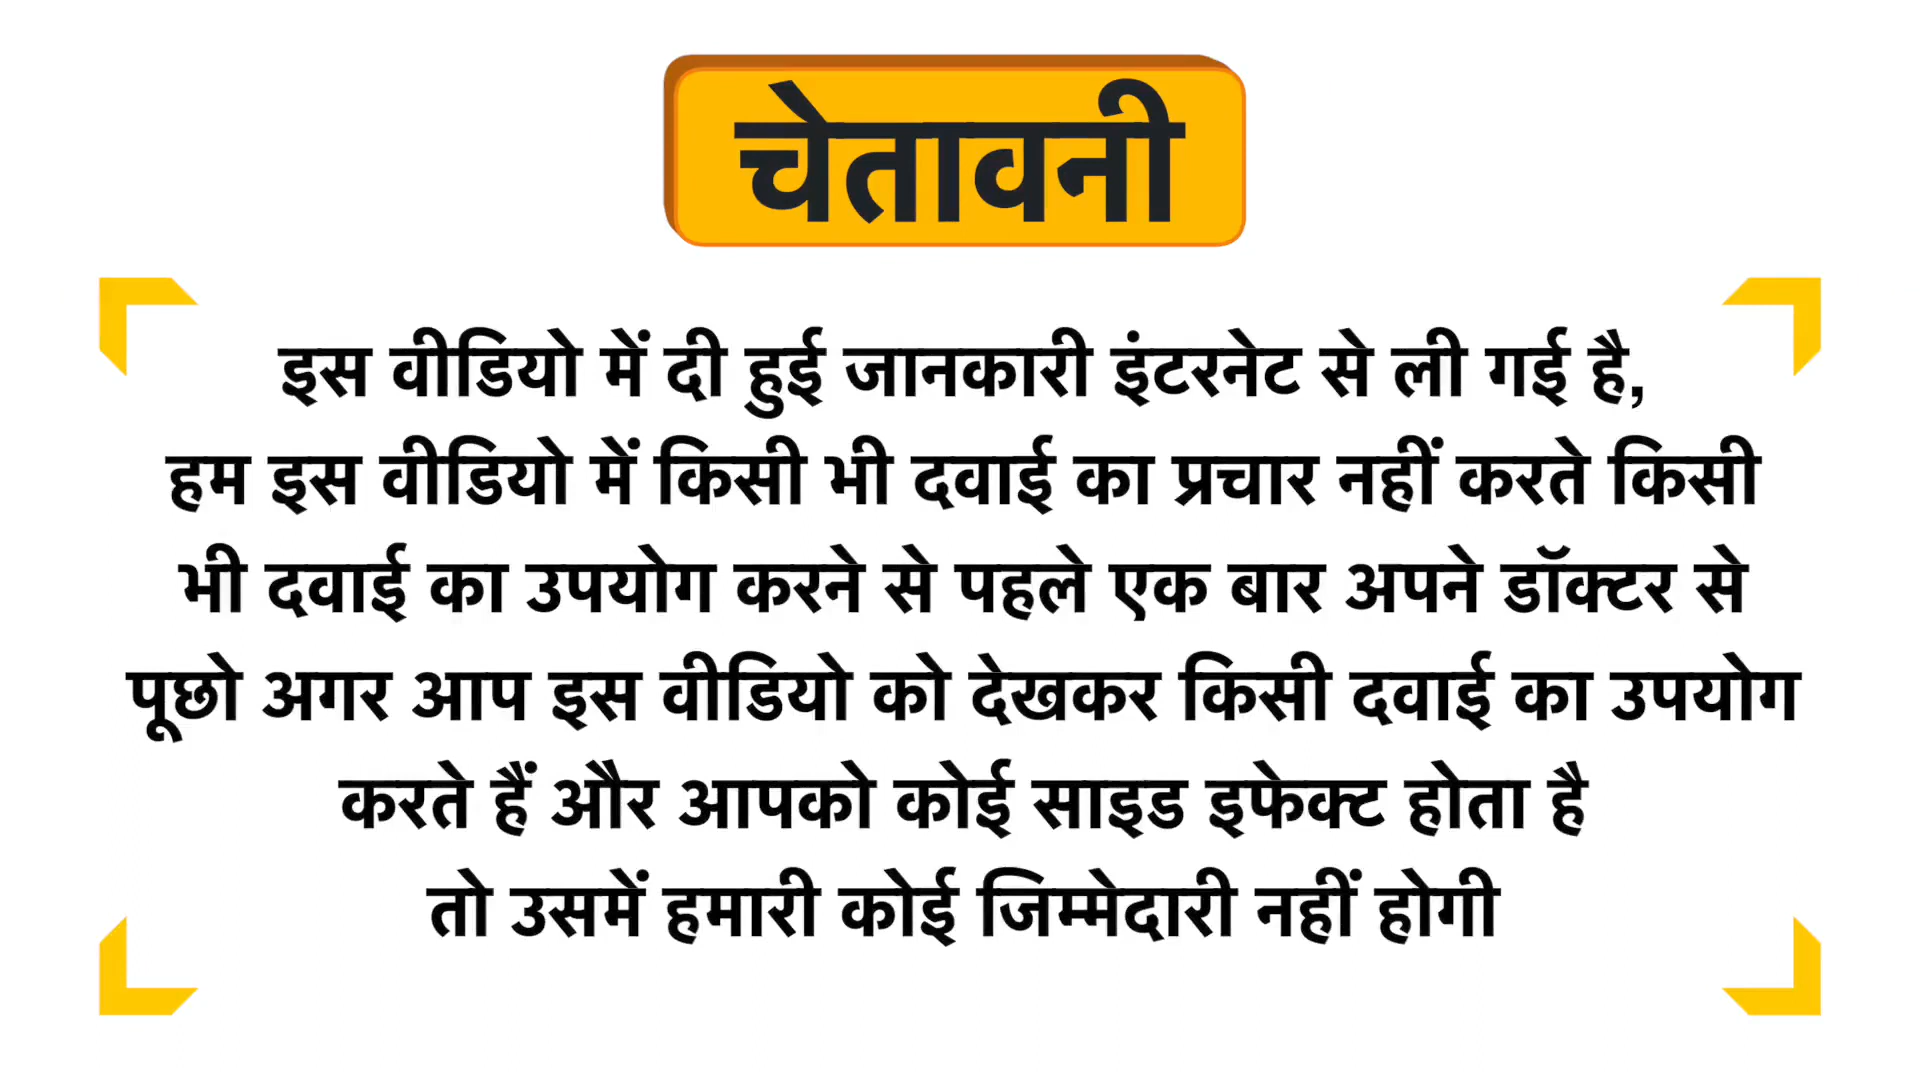 चेतावनी
इस वीडियो में दी हुई जानकारी इंटरनेट से ली गई है,
हम इस वीडियो में किसी भी दवाई का प्रचार नहीं करते किसी
भी दवाई का उपयोग करने से पहले एक बार अपने डॉक्टर से
पूछो अगर आप इस वीडियो को देखकर किसी दवाई का उपयोग
करते हैं और आपको कोई साइड इफेक्ट होता है
तो उसमें हमारी कोई जिम्मेदारी नहीं होगी